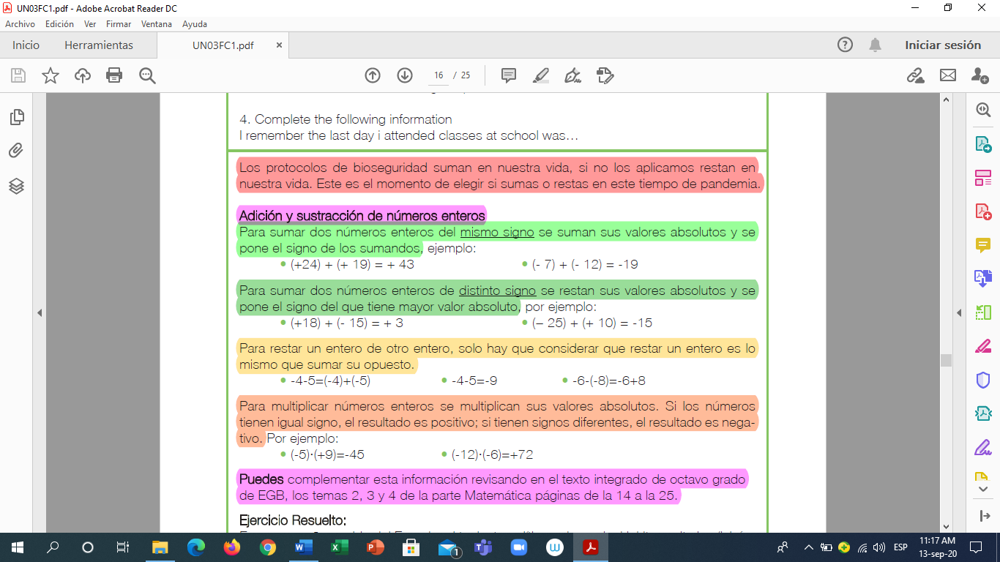 UN03FC1.pdf - Adobe Acrobat Reader DC
Archivo Edición Ver Firmar Ventana Ayuda
Inicio Herramientas UN03FC1.pdf × Iniciar sesión
16 / 25
4. Complete the following information
I remember the last day i attended classes at school was…
Los protocolos de bioseguridad suman en nuestra vida, si no los aplicamos restan en
nuestra vida. Este es el momento de elegir si sumas o restas en este tiempo de pandemia.
Adición y sustracción de números enteros
Para sumar dos números enteros del mismo signo se suman sus valores absolutos y se
pone el signo de los sumandos, ejemplo:
• (+24) + (+ 19) = + 43 • (- 7) + (- 12) = -19
Para sumar dos números enteros de distinto signo se restan sus valores absolutos y se
pone el signo del que tiene mayor valor absoluto, por ejemplo:
• (+18) + (- 15) = + 3 • (– 25) + (+ 10) = -15
Para restar un entero de otro entero, solo hay que considerar que restar un entero es lo
mismo que sumar su opuesto.
• -4-5=(-4)+(-5) • -4-5=-9 • -6-(-8)=-6+8
Para multiplicar números enteros se multiplican sus valores absolutos. Si los números
tienen igual signo, el resultado es positivo; si tienen signos diferentes, el resultado es nega-
tivo. Por ejemplo:
• (-5)·(+9)=-45 • (-12)·(-6)=+72
Puedes complementar esta información revisando en el texto integrado de octavo grado
de EGB, los temas 2, 3 y 4 de la parte Matemática páginas de la 14 a la 25.
Ejercicio Resuelto:
ESP 11:17 AM
13-sep-20